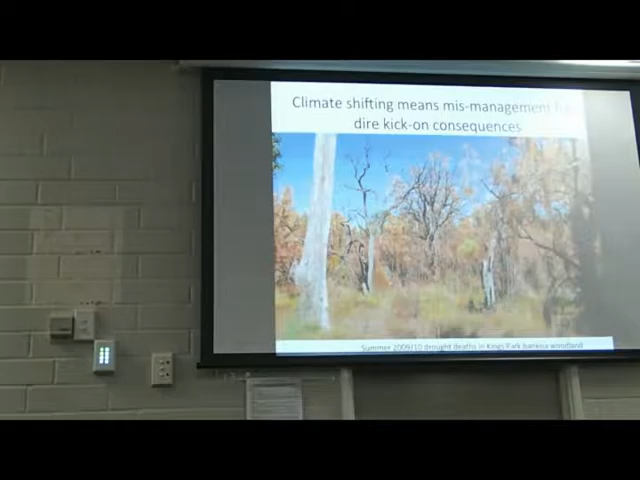 Climate shifting means mis-management has
dire kick-on consequences
Summer 2009/10 drought deaths in Kings Park banksia woodland